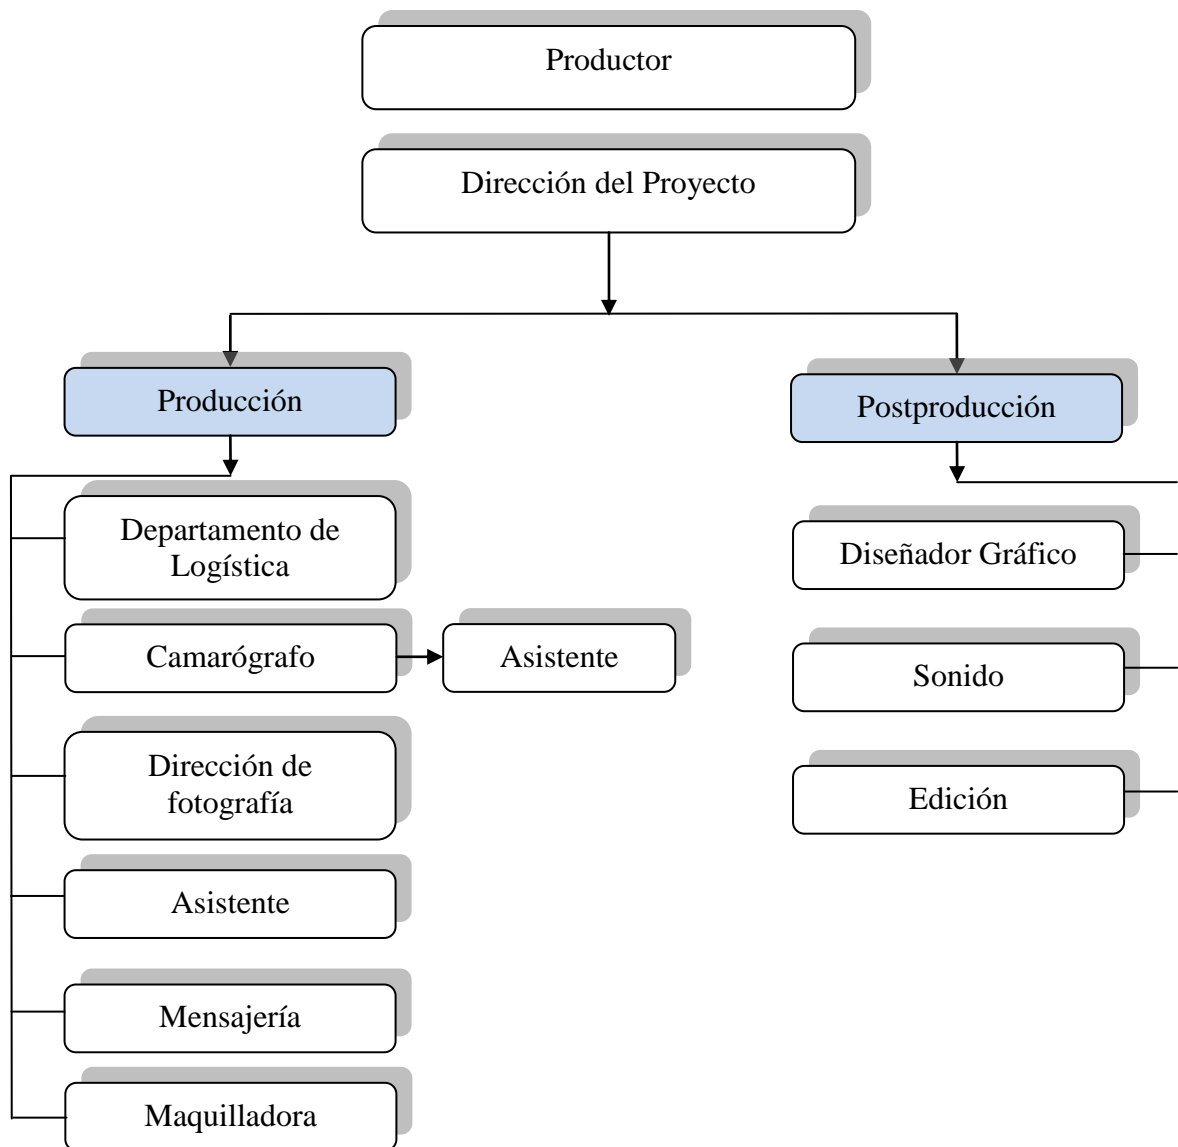 Productor
Dirección del Proyecto
Producción
Postproducción
Departamento de
Logística
Diseñador Gráfico
Camarógrafo
Asistente
Sonido
Dirección de
fotografía
Edición
Asistente
Mensajería
Maquilladora